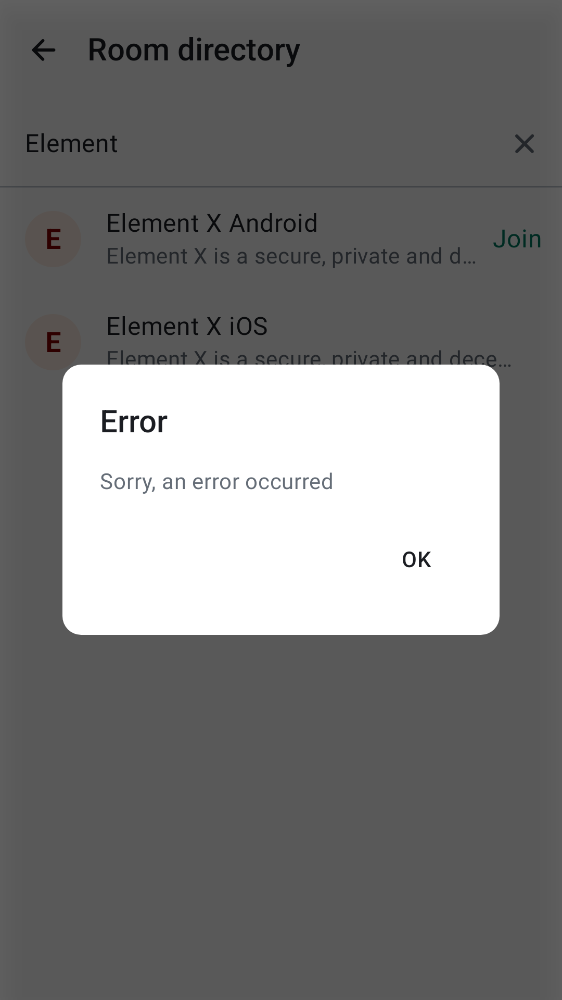 Room directory
Element
E
Element X Android
Element X is a secure, private and d...
Join
E
Element X iOS
Element X is a secure, private and dece...
Error
Sorry, an error occurred
OK